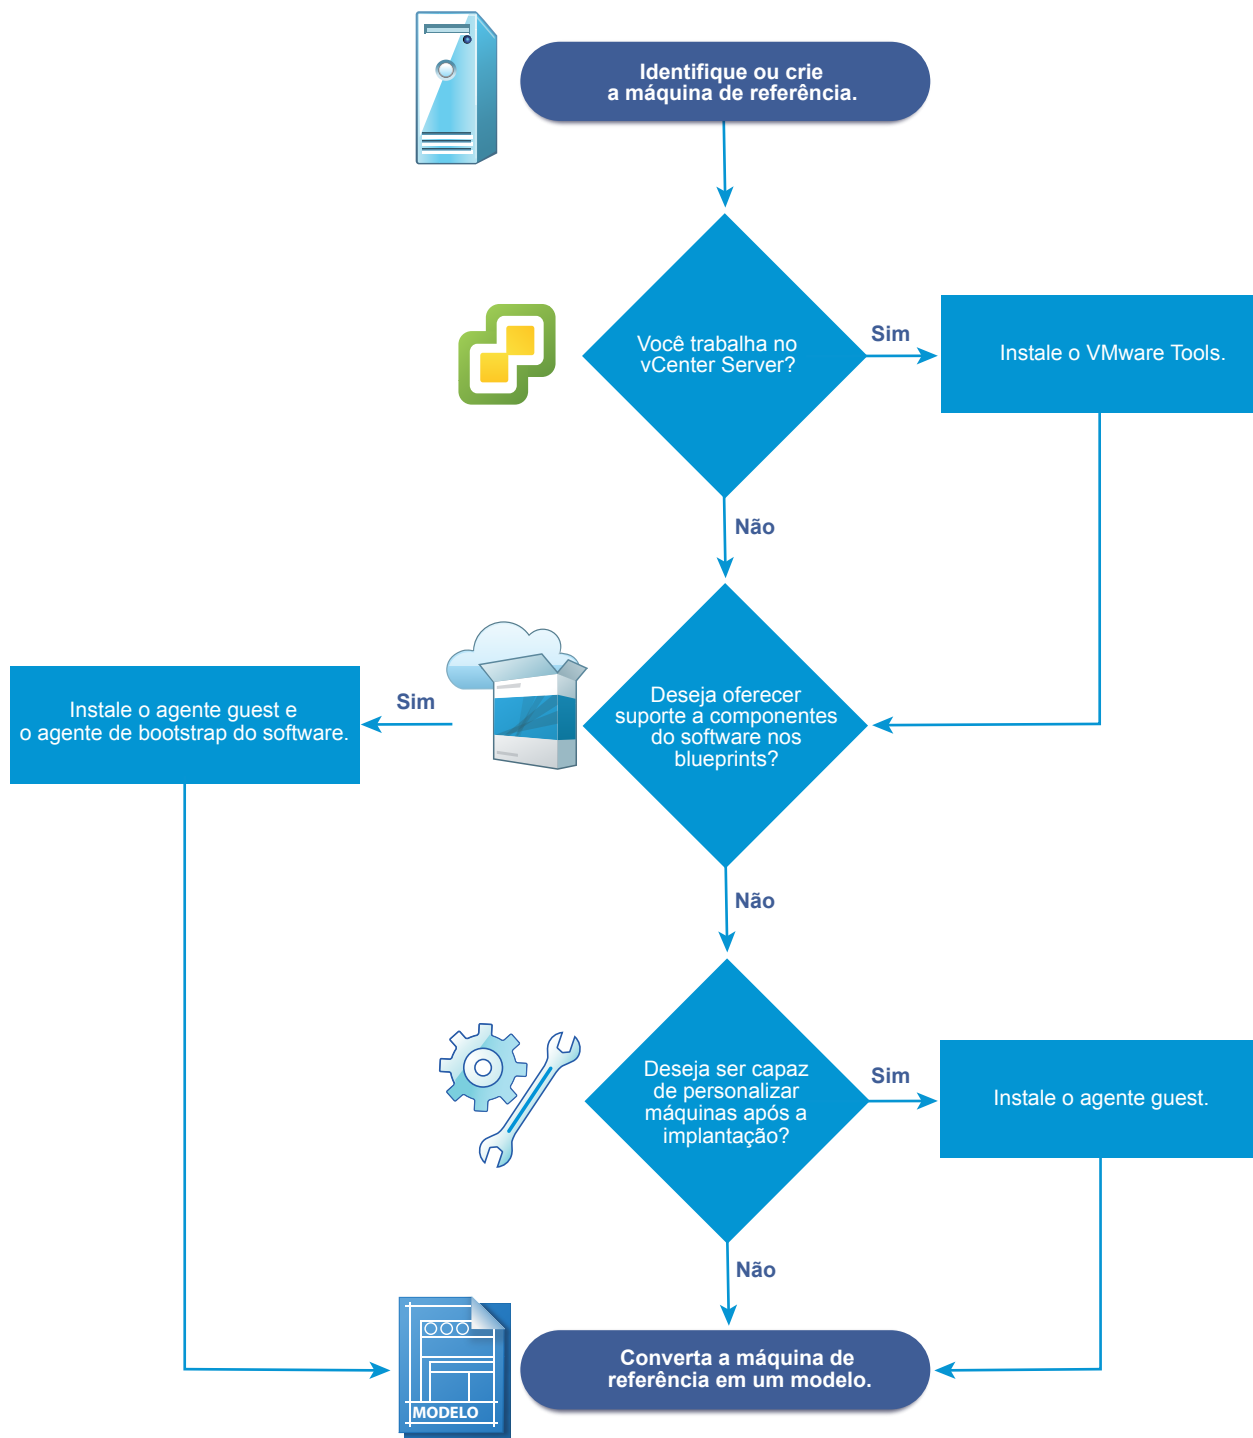 Identifique ou crie
a máquina de referência.
Você trabalha no
vCenter Server?
Sim
Instale o VMware Tools.
Não
Deseja oferecer
suporte a componentes
do software nos
blueprints?
Sim
Instale o agente guest e
o agente de bootstrap do software.
Não
Deseja ser capaz
de personalizar
máquinas após a
implantação?
Sim
Instale o agente guest.
Não
MODELO
Converta a máquina de
referência em um modelo.